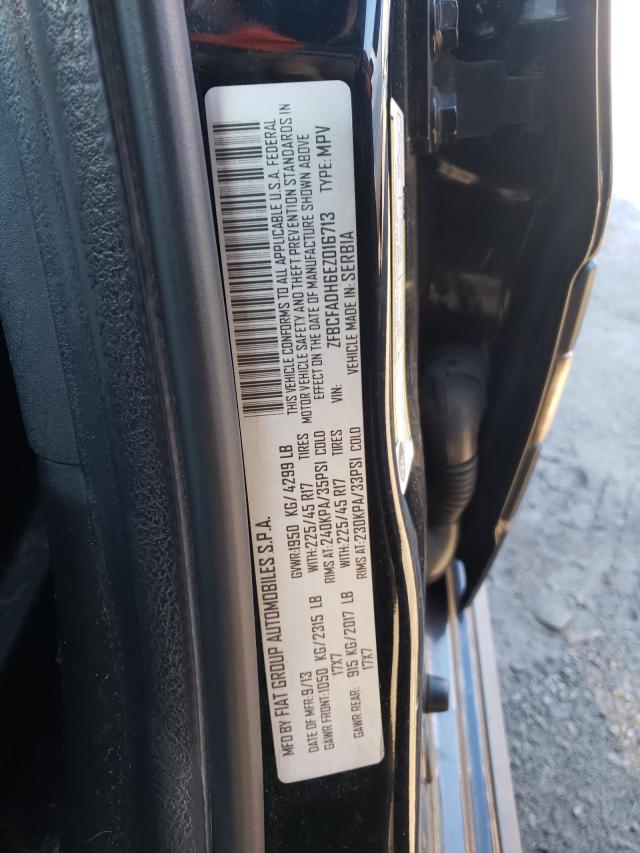 MFD BY FIAT GROUP AUTOMOBILES S.P.A.
DATE OF MFR:9/13 GVWR:1950 KG/4299 LB
GAWR FRONT:1050 KG/2315 LB WITH:225/45 R17 TIRES
17X7 RIMS AT:240KPA/35PSI COLD
GAWR REAR: 915 KG/2017 LB WITH:225/45 R17 TIRES
17X7 RIMS AT:230KPA/33PSI COLD
THIS VEHICLE CONFORMS TO ALL APPLICABLE U.S.A. FEDERAL
MOTOR VEHICLE SAFETY AND THEFT PREVENTION STANDARDS IN
EFFECT ON THE DATE OF MANUFACTURE SHOWN ABOVE
VIN: ZFBCFADH6EZ016713 TYPE: MPV
VEHICLE MADE IN: SERBIA